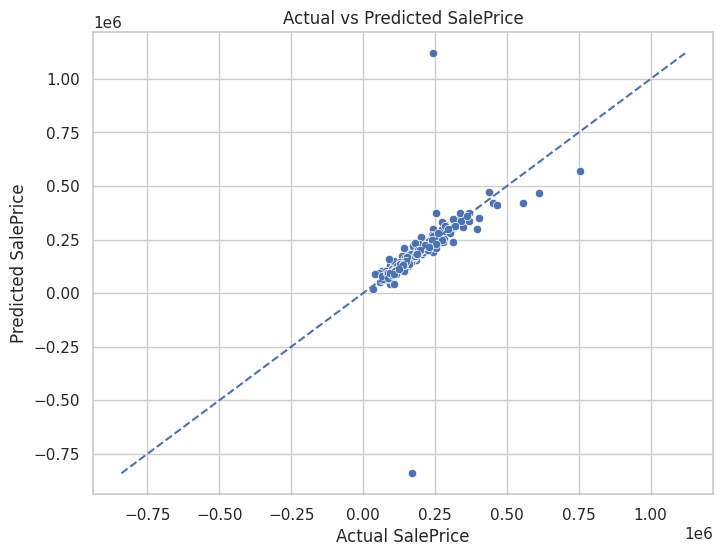 Actual vs Predicted SalePrice
1e6
1.00
0.75
0.50
0.25
0.00
−0.25
−0.50
−0.75
Predicted SalePrice
−0.75 −0.50 −0.25 0.00 0.25 0.50 0.75 1.00
1e6
Actual SalePrice